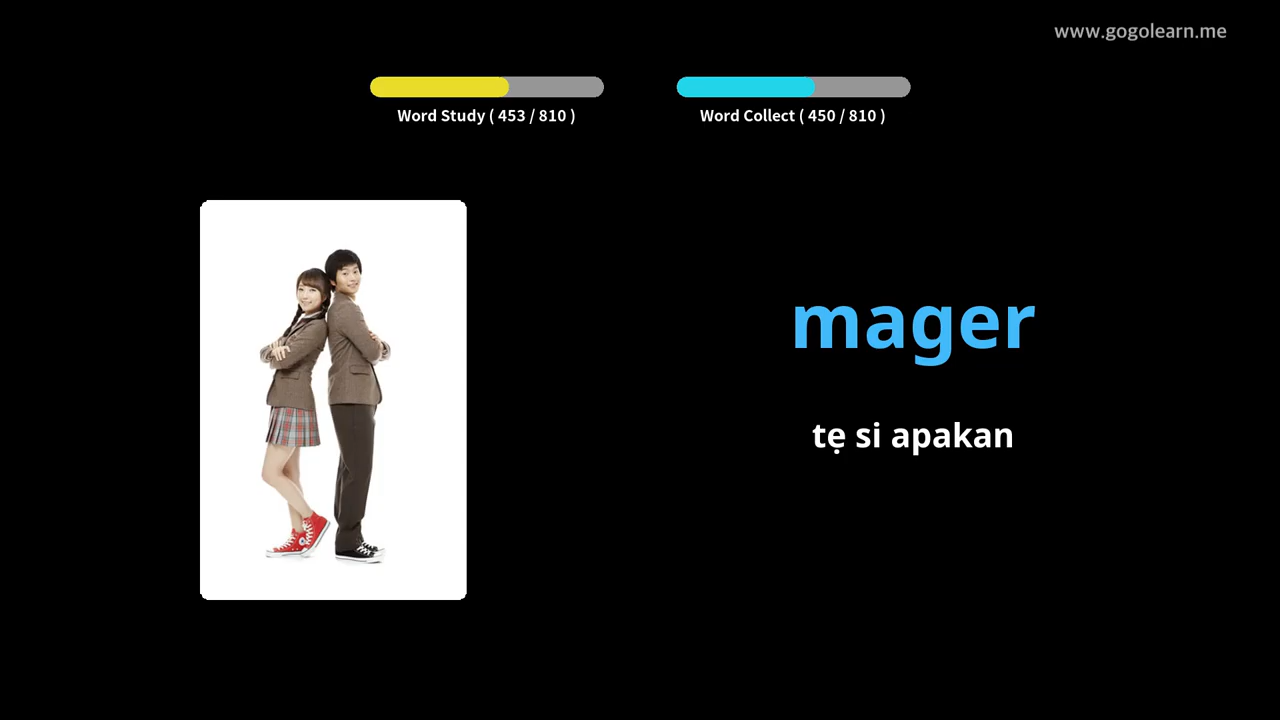 www.gogolearn.me
Word Study ( 453 / 810 )
Word Collect ( 450 / 810 )
mager
tẹ si apakan